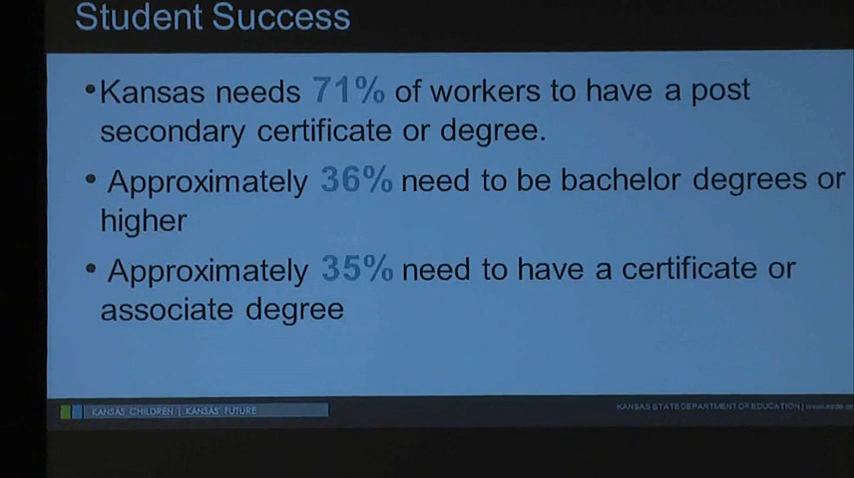 Student Success
•Kansas needs 71% of workers to have a post
secondary certificate or degree.
• Approximately 36% need to be bachelor degrees or
higher
• Approximately 35% need to have a certificate or
associate degree
KANSAS CHILDREN | KANSAS FUTURE
KANSAS STATE DEPARTMENT OF EDUCATION |